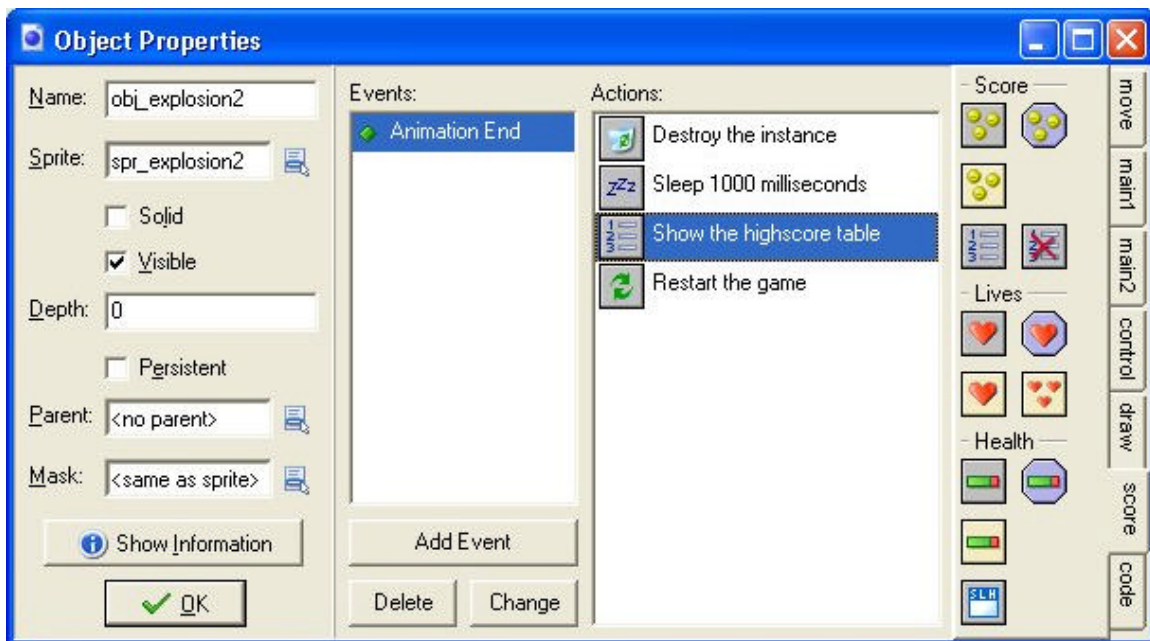 Object Properties
Name: obj_explosion2
Sprite: spr_explosion2
Solid
Visible
Depth: 0
Persistent
Parent: <no parent>
Mask: <same as sprite>
Show Information
OK
Events:
Animation End
Add Event
Delete Change
Actions:
Destroy the instance
Sleep 1000 milliseconds
Show the highscore table
Restart the game
Score
Lives
Health
SLH
move
main1
main2
control
draw
score
code